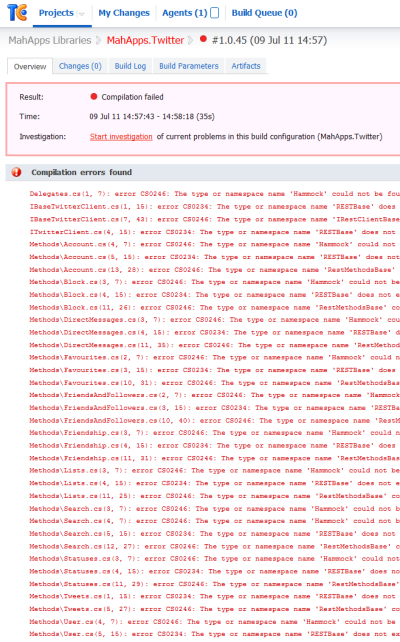 Projects My Changes Agents (1) Build Queue (0)
MahApps Libraries MahApps.Twitter #1.0.45 (09 Jul 11 14:57)
Overview Changes (0) Build Log Build Parameters Artifacts
Result: Compilation failed
Time: 09 Jul 11 14:57:43 - 14:58:18 (35s)
Investigation: Start investigation of current problems in this build configuration (MahApps.Twitter)
Compilation errors found
Delegates.cs(1, 7): error CS0246: The type or namespace name 'Hammock' could not be fou
IBaseTwitterClient.cs(1, 15): error CS0234: The type or namespace name 'RESTBase' does
IBaseTwitterClient.cs(7, 43): error CS0246: The type or namespace name 'IRestClientBase
ITwitterClient.cs(4, 15): error CS0234: The type or namespace name 'RESTBase' does not
Methods\Account.cs(4, 7): error CS0246: The type or namespace name 'Hammock' could not
Methods\Account.cs(5, 15): error CS0234: The type or namespace name 'RESTBase' does not
Methods\Account.cs(13, 28): error CS0246: The type or namespace name 'RestMethodsBase'
Methods\Block.cs(3, 7): error CS0246: The type or namespace name 'Hammock' could not be
Methods\Block.cs(4, 15): error CS0234: The type or namespace name 'RESTBase' does not e
Methods\Block.cs(11, 26): error CS0246: The type or namespace name 'RestMethodsBase' co
Methods\DirectMessages.cs(3, 7): error CS0246: The type or namespace name 'Hammock' cou
Methods\DirectMessages.cs(4, 15): error CS0234: The type or namespace name 'RESTBase' d
Methods\DirectMessages.cs(11, 35): error CS0246: The type or namespace name 'RestMethod
Methods\Favourites.cs(2, 7): error CS0246: The type or namespace name 'Hammock' could n
Methods\Favourites.cs(3, 15): error CS0234: The type or namespace name 'RESTBase' does
Methods\Favourites.cs(10, 31): error CS0246: The type or namespace name 'RestMethodsBas
Methods\FriendsAndFollowers.cs(2, 7): error CS0246: The type or namespace name 'Hammock
Methods\FriendsAndFollowers.cs(3, 15): error CS0234: The type or namespace name 'RESTBa
Methods\FriendsAndFollowers.cs(10, 40): error CS0246: The type or namespace name 'RestM
Methods\Friendship.cs(3, 7): error CS0246: The type or namespace name 'Hammock' could n
Methods\Friendship.cs(4, 15): error CS0234: The type or namespace name 'RESTBase' does
Methods\Friendship.cs(11, 31): error CS0246: The type or namespace name 'RestMethodsBas
Methods\Lists.cs(3, 7): error CS0246: The type or namespace name 'Hammock' could not be
Methods\Lists.cs(4, 15): error CS0234: The type or namespace name 'RESTBase' does not e
Methods\Lists.cs(11, 25): error CS0246: The type or namespace name 'RestMethodsBase' co
Methods\Search.cs(3, 7): error CS0246: The type or namespace name 'Hammock' could not b
Methods\Search.cs(4, 7): error CS0246: The type or namespace name 'Hammock' could not b
Methods\Search.cs(5, 15): error CS0234: The type or namespace name 'RESTBase' does not
Methods\Search.cs(12, 27): error CS0246: The type or namespace name 'RestMethodsBase' c
Methods\Statuses.cs(3, 7): error CS0246: The type or namespace name 'Hammock' could not
Methods\Statuses.cs(4, 15): error CS0234: The type or namespace name 'RESTBase' does no
Methods\Statuses.cs(11, 29): error CS0246: The type or namespace name 'RestMethodsBase'
Methods\Tweets.cs(1, 15): error CS0234: The type or namespace name 'RESTBase' does not
Methods\Tweets.cs(5, 27): error CS0246: The type or namespace name 'RestMethodsBase' co
Methods\User.cs(4, 7): error CS0246: The type or namespace name 'Hammock' could not be
Methods\User.cs(5, 15): error CS0234: The type or namespace name 'RESTBase' does not ex